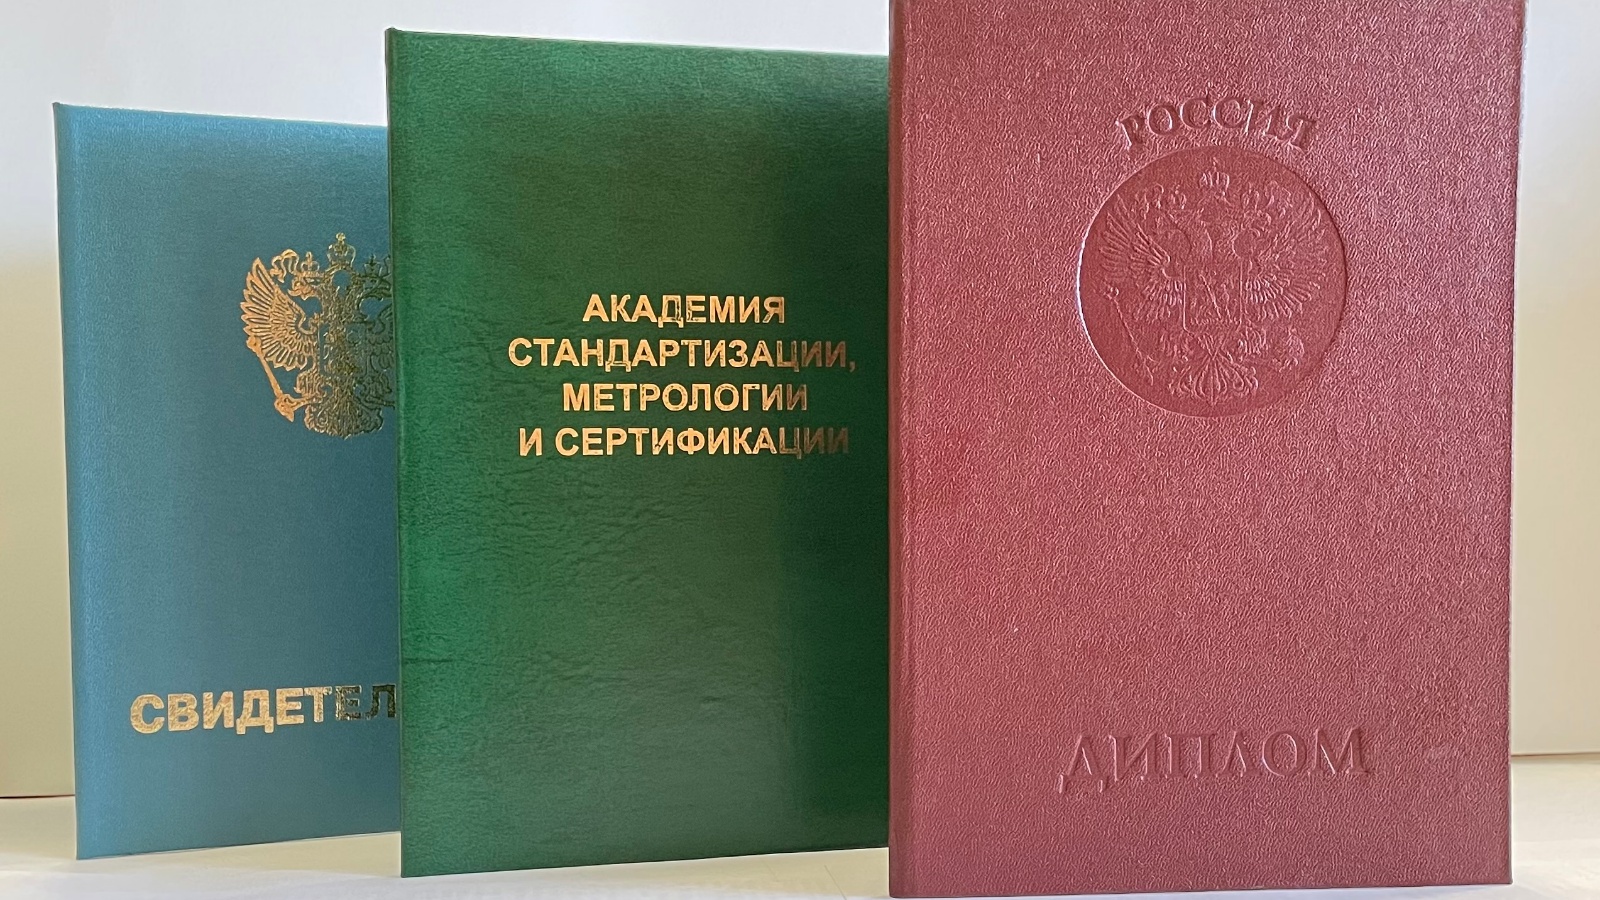 СВИДЕТЕЛ
АКАДЕМИЯ
СТАНДАРТИЗАЦИИ,
МЕТРОЛОГИИ
И СЕРТИФИКАЦИИ
РОССИЯ
ДИПЛОМ